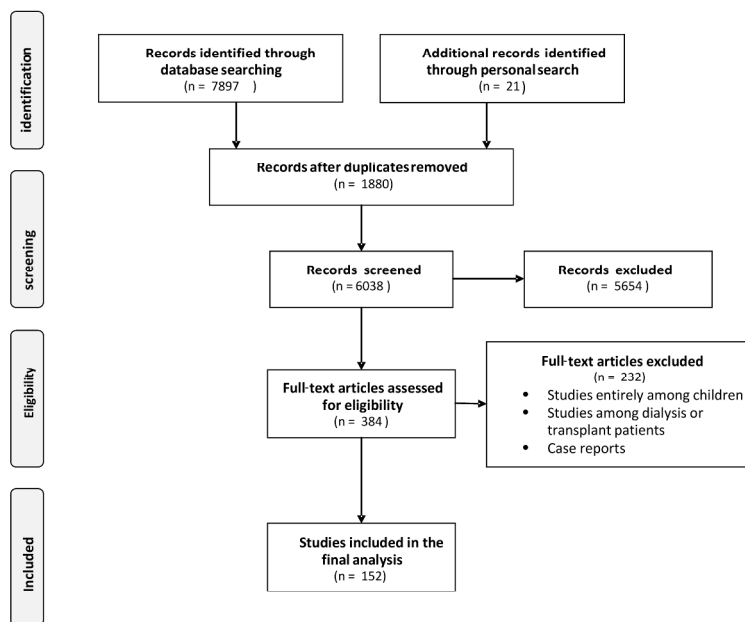 identification
Records identified through
database searching
(n = 7897 )
Additional records identified
through personal search
(n = 21)
Records after duplicates removed
(n = 1880)
screening
Records screened
(n = 6038)
Records excluded
(n = 5654 )
Eligibility
Full-text articles assessed
for eligibility
(n = 384)
Full-text articles excluded
(n = 232)
• Studies entirely among children
• Studies among dialysis or
transplant patients
• Case reports
Included
Studies included in the
final analysis
(n = 152)